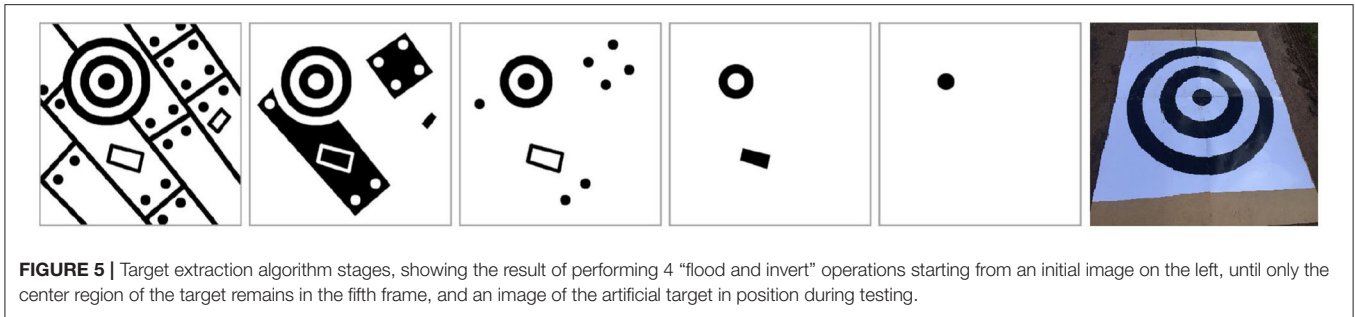 FIGURE 5 | Target extraction algorithm stages, showing the result of performing 4 “flood and invert” operations starting from an initial image on the left, until only the
center region of the target remains in the fifth frame, and an image of the artificial target in position during testing.